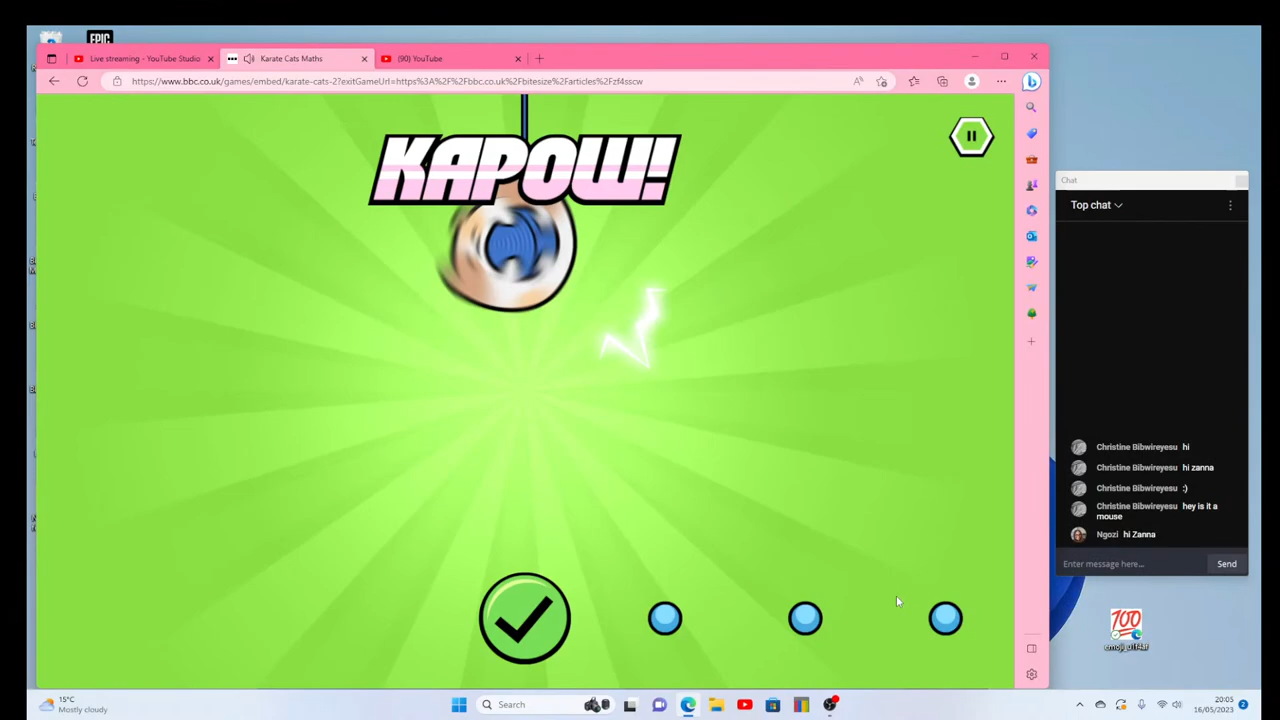 EPIC
Live streaming - YouTube Studio
Karate Cats Maths
(90) YouTube
https://www.bbc.co.uk/games/embed/karate-cats-2?exitGameUrl=https%3A%2F%2Fbbc.co.uk%2Fbitesize%2Farticles%2Fzf4sscw
KAPOW!!
Chat
Top chat
Christine Bibwireyesu hi
Christine Bibwireyesu hi zanna
Christine Bibwireyesu :)
Christine Bibwireyesu hey is it a
mouse
Ngozi hi Zanna
Enter message here...
Send
100
emoji_u1f4af
15°C
Mostly cloudy
Search
20:05
16/05/2023
2